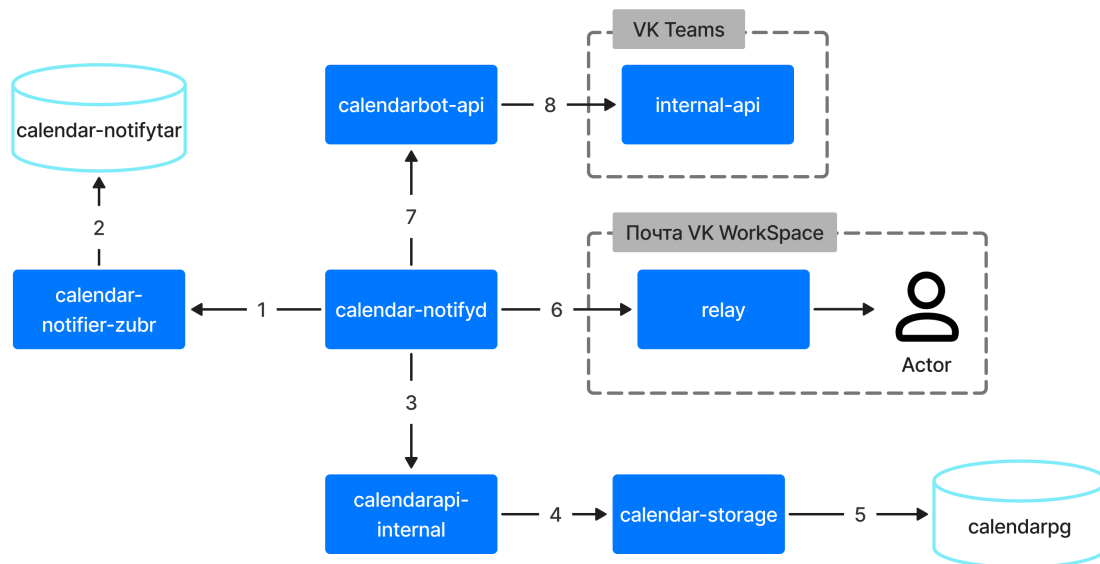 VK Teams
calendar-notifytar
calendarbot-api
8
internal-api
2
7
Почта VK WorkSpace
calendar-
notifier-zubr
1
calendar-notifyd
6
relay
Actor
3
calendarapi-
internal
4
calendar-storage
5
calendarpg